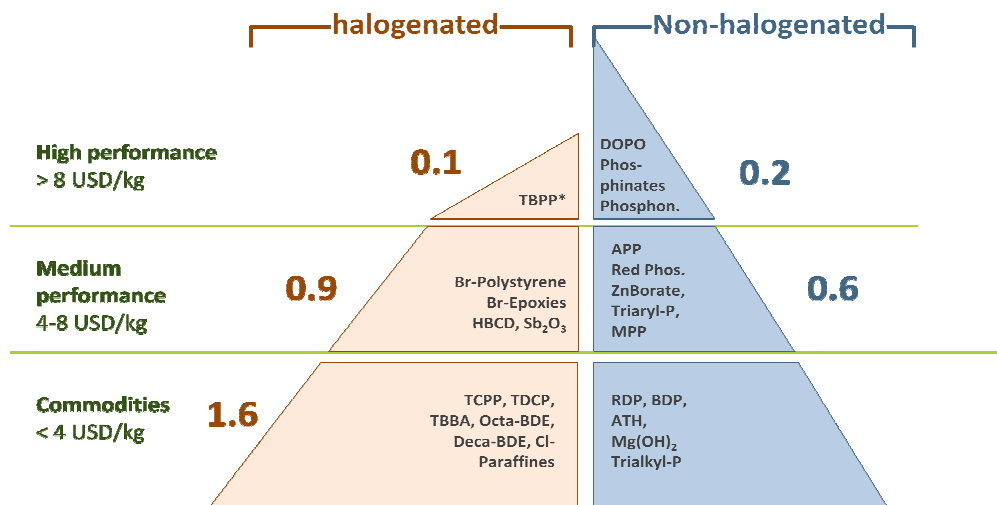 halogenated
Non-halogenated
High performance
> 8 USD/kg
0.1
TBPP*
DOPO
Phos-
phinates
Phosphon.
0.2
Medium
performance
4-8 USD/kg
0.9
Br-Polystyrene
Br-Epoxies
HBCD, Sb₂O₃
APP
Red Phos.
ZnBorate,
Triaryl-P,
MPP
0.6
Commodities
< 4 USD/kg
1.6
TCPP, TDCP,
TBBA, Octa-BDE,
Deca-BDE, Cl-
Paraffines
RDP, BDP,
ATH,
Mg(OH)₂
Trialkyl-P